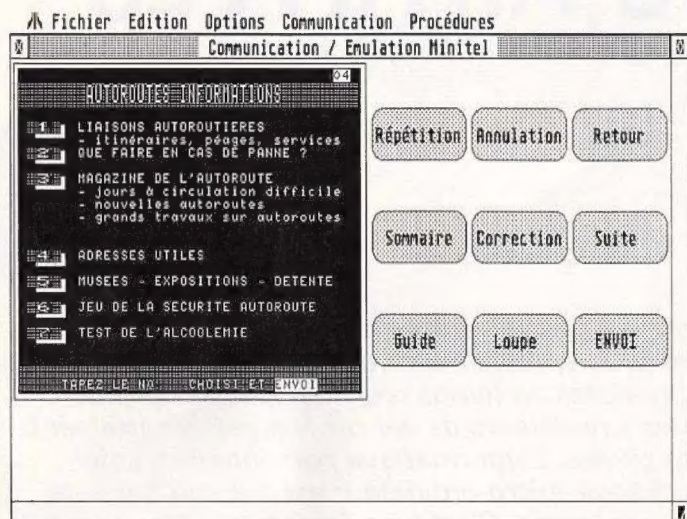 Fichier Edition Options Communication Procédures
Communication / Emulation Minitel
04
AUTOROUTES INFORMATIONS
1 LIAISONS AUTOROUTIERES
- itinéraires, péages, services
2 QUE FAIRE EN CAS DE PANNE ?
3 MAGAZINE DE L'AUTOROUTE
- jours à circulation difficile
- nouvelles autoroutes
- grands travaux sur autoroutes
4 ADRESSES UTILES
5 MUSEES - EXPOSITIONS - DETENTE
6 JEU DE LA SECURITE AUTOROUTE
7 TEST DE L'ALCOOLEMIE
TAPEZ LE NO. CHOISI ET ENVOI
Répétition Annulation Retour
Sommaire Correction Suite
Guide Loupe ENVOI